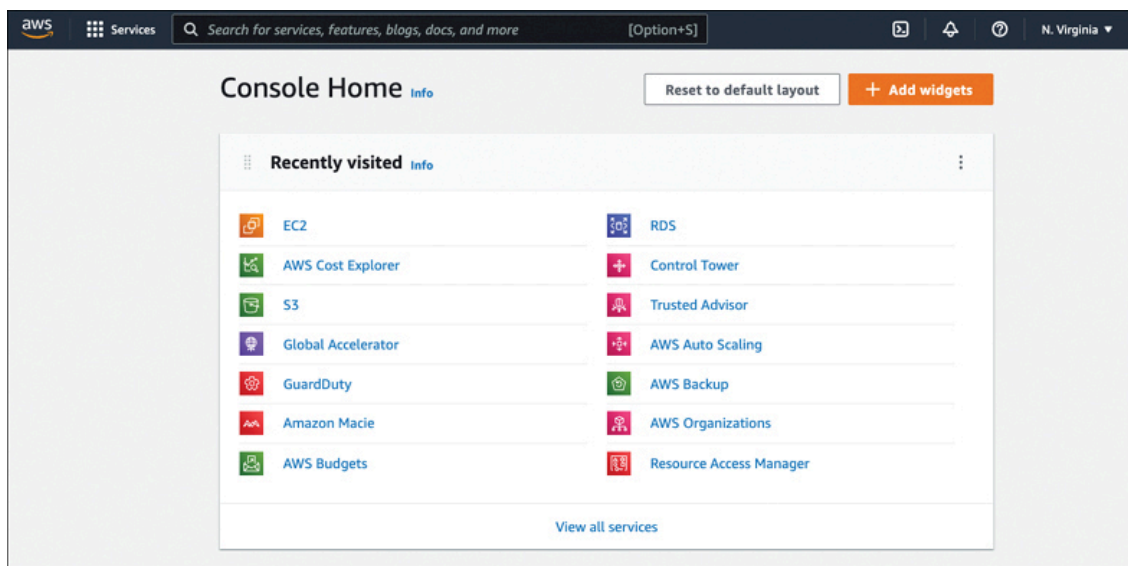 aws Services Search for services, features, blogs, docs, and more [Option+S] N. Virginia
Console Home Info Reset to default layout + Add widgets
Recently visited Info
EC2 RDS
AWS Cost Explorer Control Tower
S3 Trusted Advisor
Global Accelerator AWS Auto Scaling
GuardDuty AWS Backup
Amazon Macie AWS Organizations
AWS Budgets Resource Access Manager
View all services